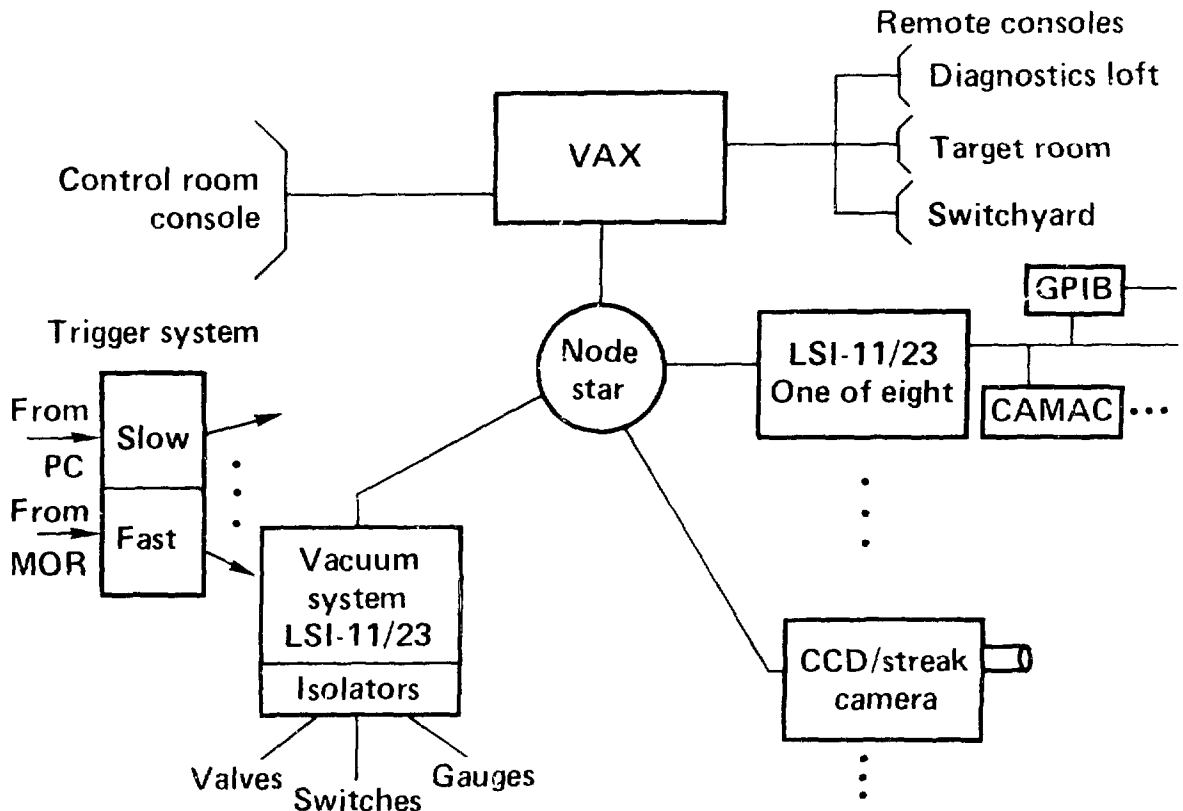 Remote consoles
Diagnostics loft
Target room
Switchyard
VAX
Control room
console
GPIB
Trigger system
Node
star
LSI-11/23
One of eight
CAMAC
From
PC
Slow
From
MOR
Fast
Vacuum
system
LSI-11/23
Isolators
Valves
Switches
Gauges
CCD/streak
camera